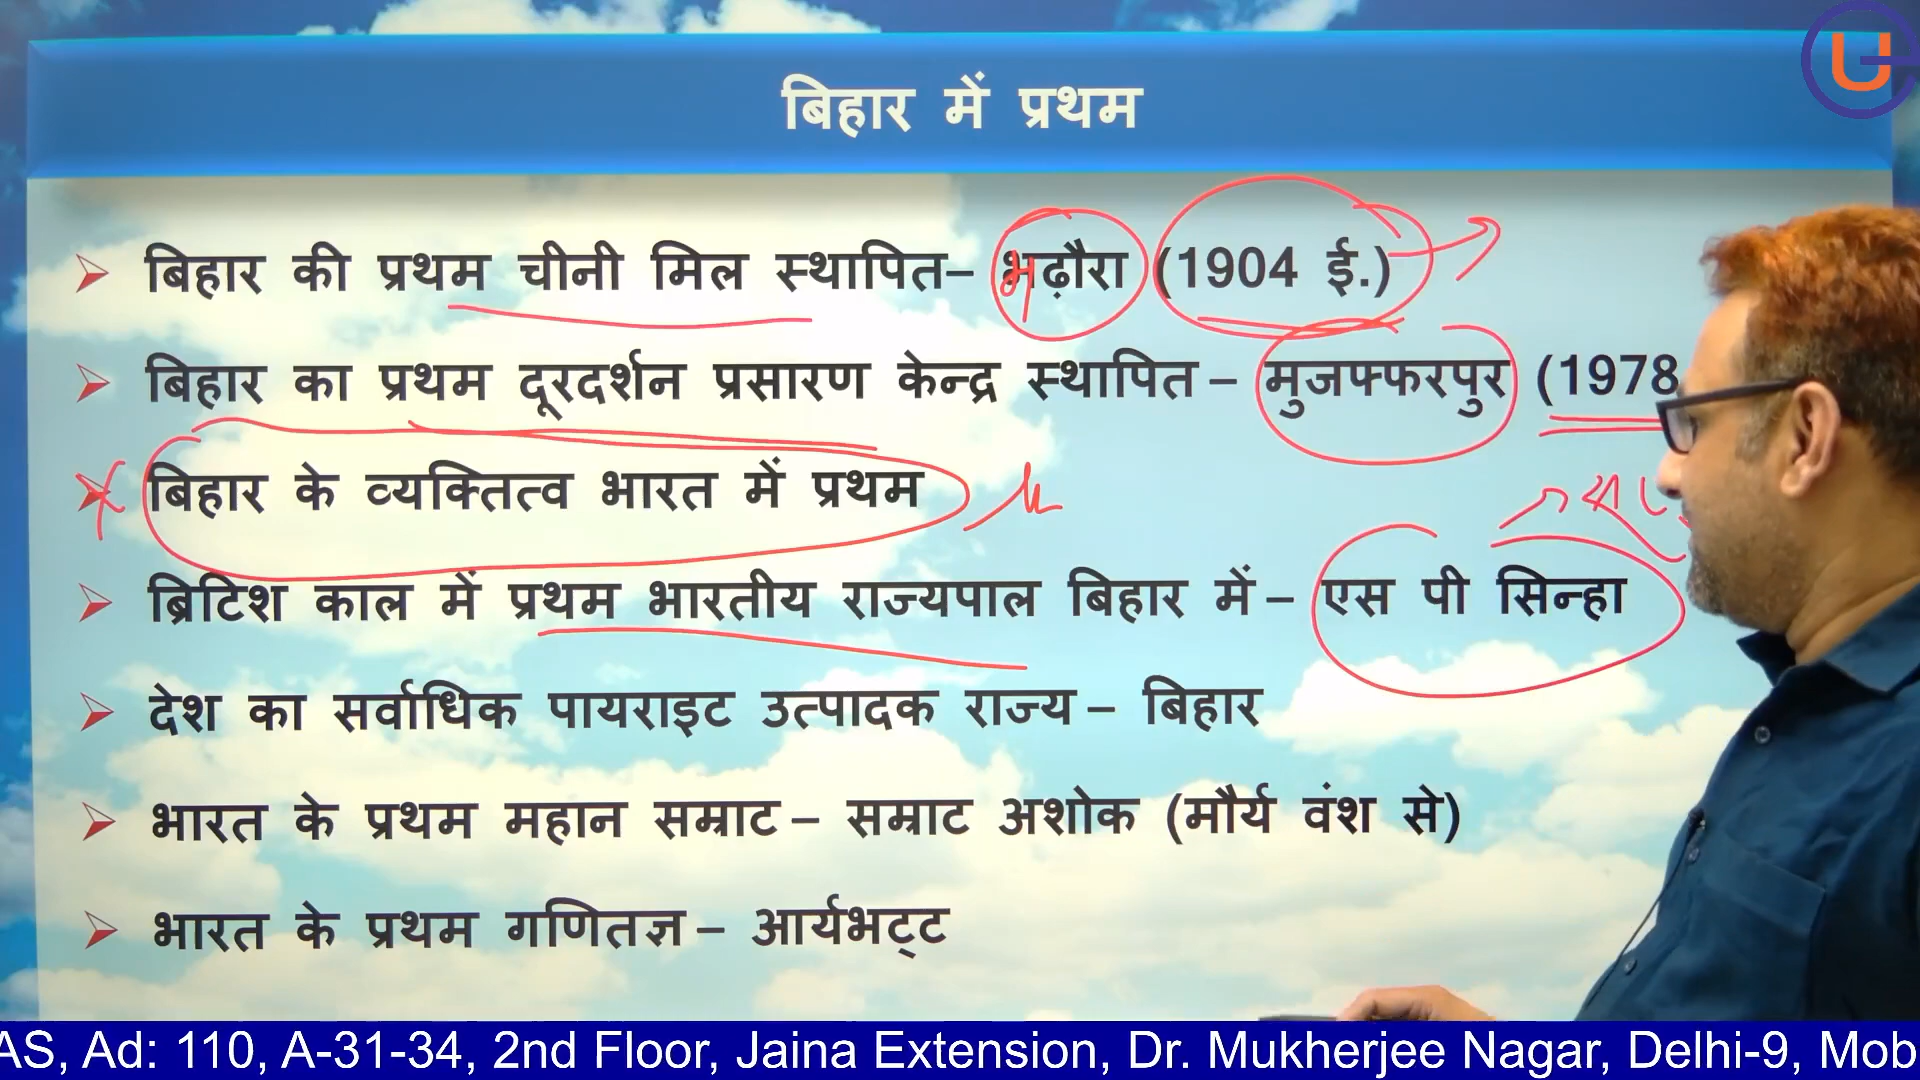 बिहार में प्रथम
बिहार की प्रथम चीनी मिल स्थापित– भढ़ौरा (1904 ई.)
बिहार का प्रथम दूरदर्शन प्रसारण केन्द्र स्थापित – मुजफ्फरपुर (1978
बिहार के व्यक्तित्व भारत में प्रथम
ब्रिटिश काल में प्रथम भारतीय राज्यपाल बिहार में – एस पी सिन्हा
देश का सर्वाधिक पायराइट उत्पादक राज्य – बिहार
भारत के प्रथम महान सम्राट – सम्राट अशोक (मौर्य वंश से)
भारत के प्रथम गणितज्ञ – आर्यभट्ट
AS, Ad: 110, A-31-34, 2nd Floor, Jaina Extension, Dr. Mukherjee Nagar, Delhi-9, Mob